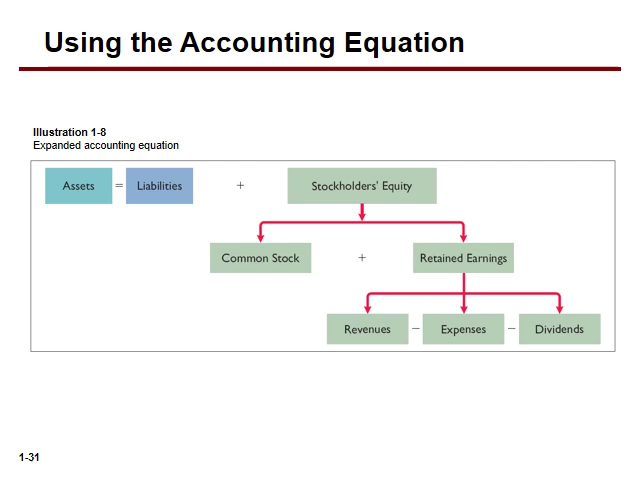 Using the Accounting Equation
Illustration 1-8
Expanded accounting equation
Assets = Liabilities + Stockholders' Equity
Common Stock + Retained Earnings
Revenues – Expenses – Dividends
1-31